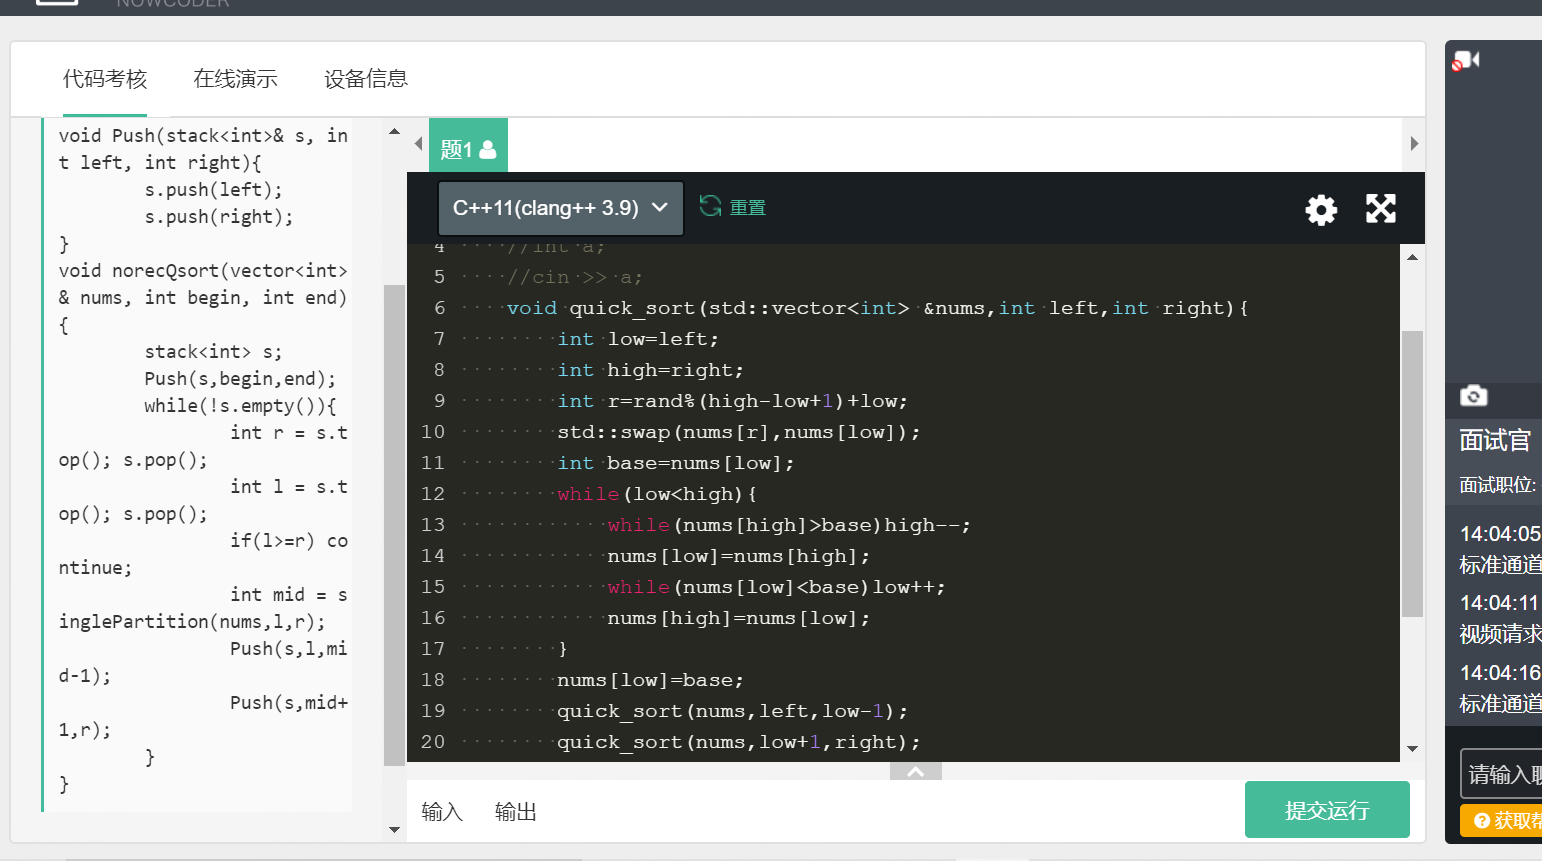 NOWCODER
代码考核 在线演示 设备信息
void Push(stack<int>& s, in
t left, int right){
s.push(left);
s.push(right);
}
void norecQsort(vector<int>
& nums, int begin, int end)
{
stack<int> s;
Push(s,begin,end);
while(!s.empty()){
int r = s.t
op(); s.pop();
int l = s.t
op(); s.pop();
if(l>=r) co
ntinue;
int mid = s
inglePartition(nums,l,r);
Push(s,l,mi
d-1);
Push(s,mid+
1,r);
}
}
题1
C++11(clang++ 3.9) 重置
4 ····//int·a;
5 ····//cin·>>·a;
6 ····void·quick_sort(std::vector<int>·&nums,int·left,int·right){
7 ········int·low=left;
8 ········int·high=right;
9 ········int·r=rand%(high-low+1)+low;
10 ········std::swap(nums[r],nums[low]);
11 ········int·base=nums[low];
12 ········while(low<high){
13 ············while(nums[high]>base)high--;
14 ············nums[low]=nums[high];
15 ············while(nums[low]<base)low++;
16 ············nums[high]=nums[low];
17 ········}
18 ········nums[low]=base;
19 ········quick_sort(nums,left,low-1);
20 ········quick_sort(nums,low+1,right);
输入 输出
提交运行
面试官
面试职位:
14:04:05
标准通道
14:04:11
视频请求
14:04:16
标准通道
请输入
获取